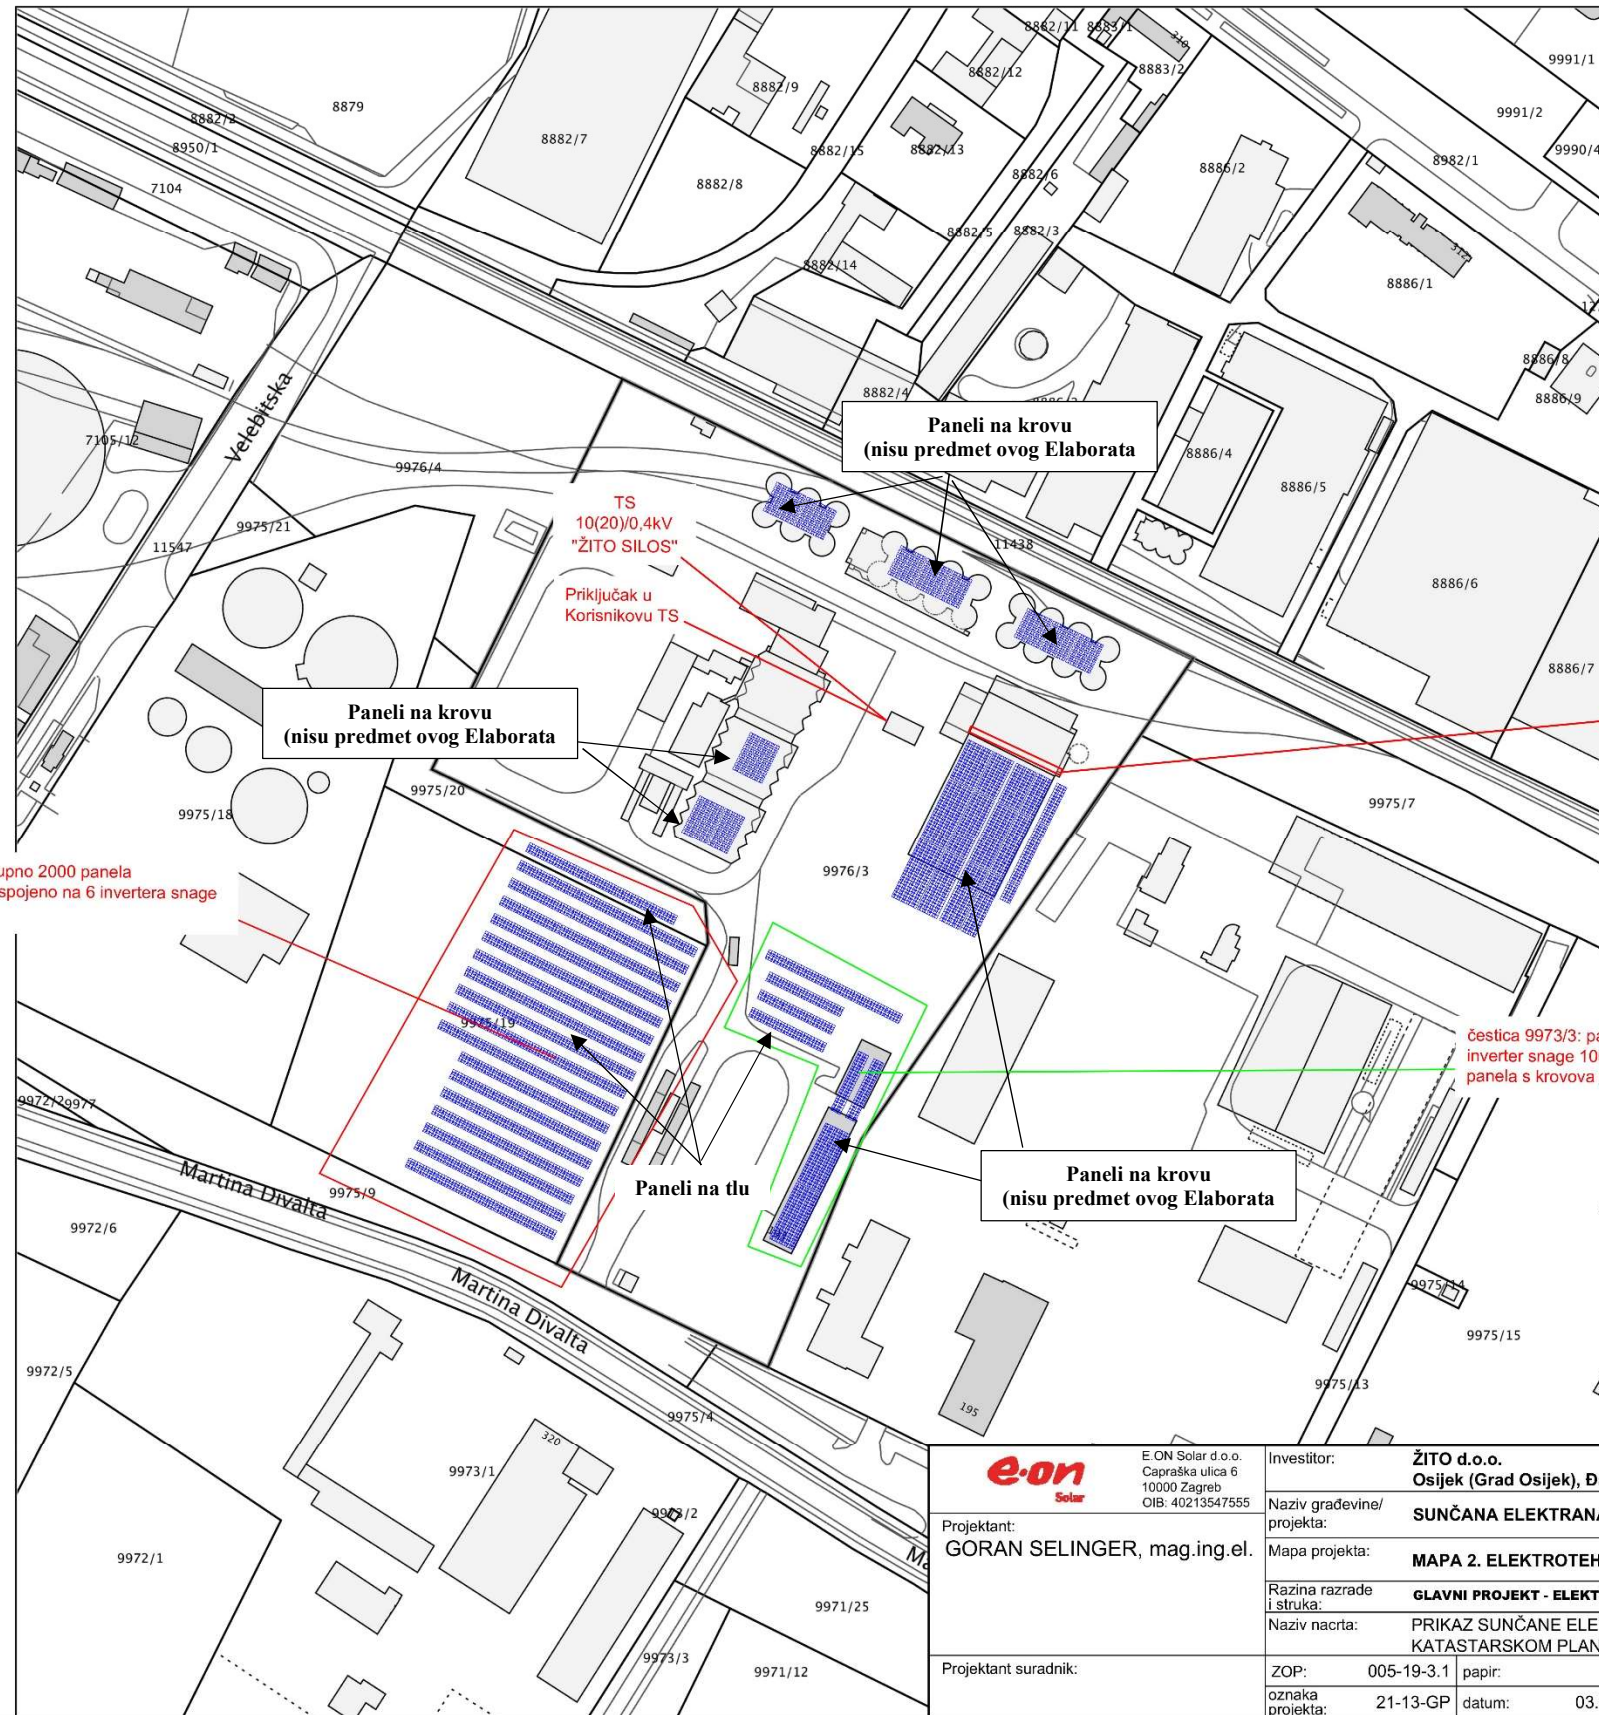 8882/11
8883/1
310
9991/1
8882/12
8883/2
8882/9
8879
9991/2
8882/2
8882/7
8950/1
8882/15
8882/13
8982/1
9990/4
8886/2
8882/6
7104
8882/8
8882/5
8882/3
312
8882/14
8886/1
8886/8
8882/4
8886/9
Velebitska
Paneli na krovu
(nisu predmet ovog Elaborata
7105/12
8886/4
9976/4
8886/5
TS
10(20)/0,4kV
"ŽITO SILOS"
9975/21
11547
11438
8886/6
Priključak u
Korisnikovu TS
8886/7
Paneli na krovu
(nisu predmet ovog Elaborata
9975/20
9975/7
9975/18
9976/3
upno 2000 panela
spojeno na 6 invertera snage
9975/19
čestica 9973/3: pa
inverter snage 10
panela s krovova
9972/2
9977
Paneli na krovu
(nisu predmet ovog Elaborata
Paneli na tlu
Martina Divalta
9975/9
9972/6
Martina Divalta
9975/14
9975/15
9972/5
9975/13
195
9975/4
320
9973/1
9973/2
9972/1
9971/25
9973/3
9971/12
e·on
Solar
E.ON Solar d.o.o.
Capraška ulica 6
10000 Zagreb
OIB: 40213547555
Investitor:
ŽITO d.o.o.
Osijek (Grad Osijek), Đ
Naziv građevine/
projekta:
SUNČANA ELEKTRANA
Projektant:
GORAN SELINGER, mag.ing.el.
Mapa projekta:
MAPA 2. ELEKTROTEH
Razina razrade
i struka:
GLAVNI PROJEKT - ELEKT
Naziv nacrta:
PRIKAZ SUNČANE ELE
KATASTARSKOM PLAN
Projektant suradnik:
ZOP:
005-19-3.1
papir:
oznaka
projekta:
21-13-GP
datum:
03.